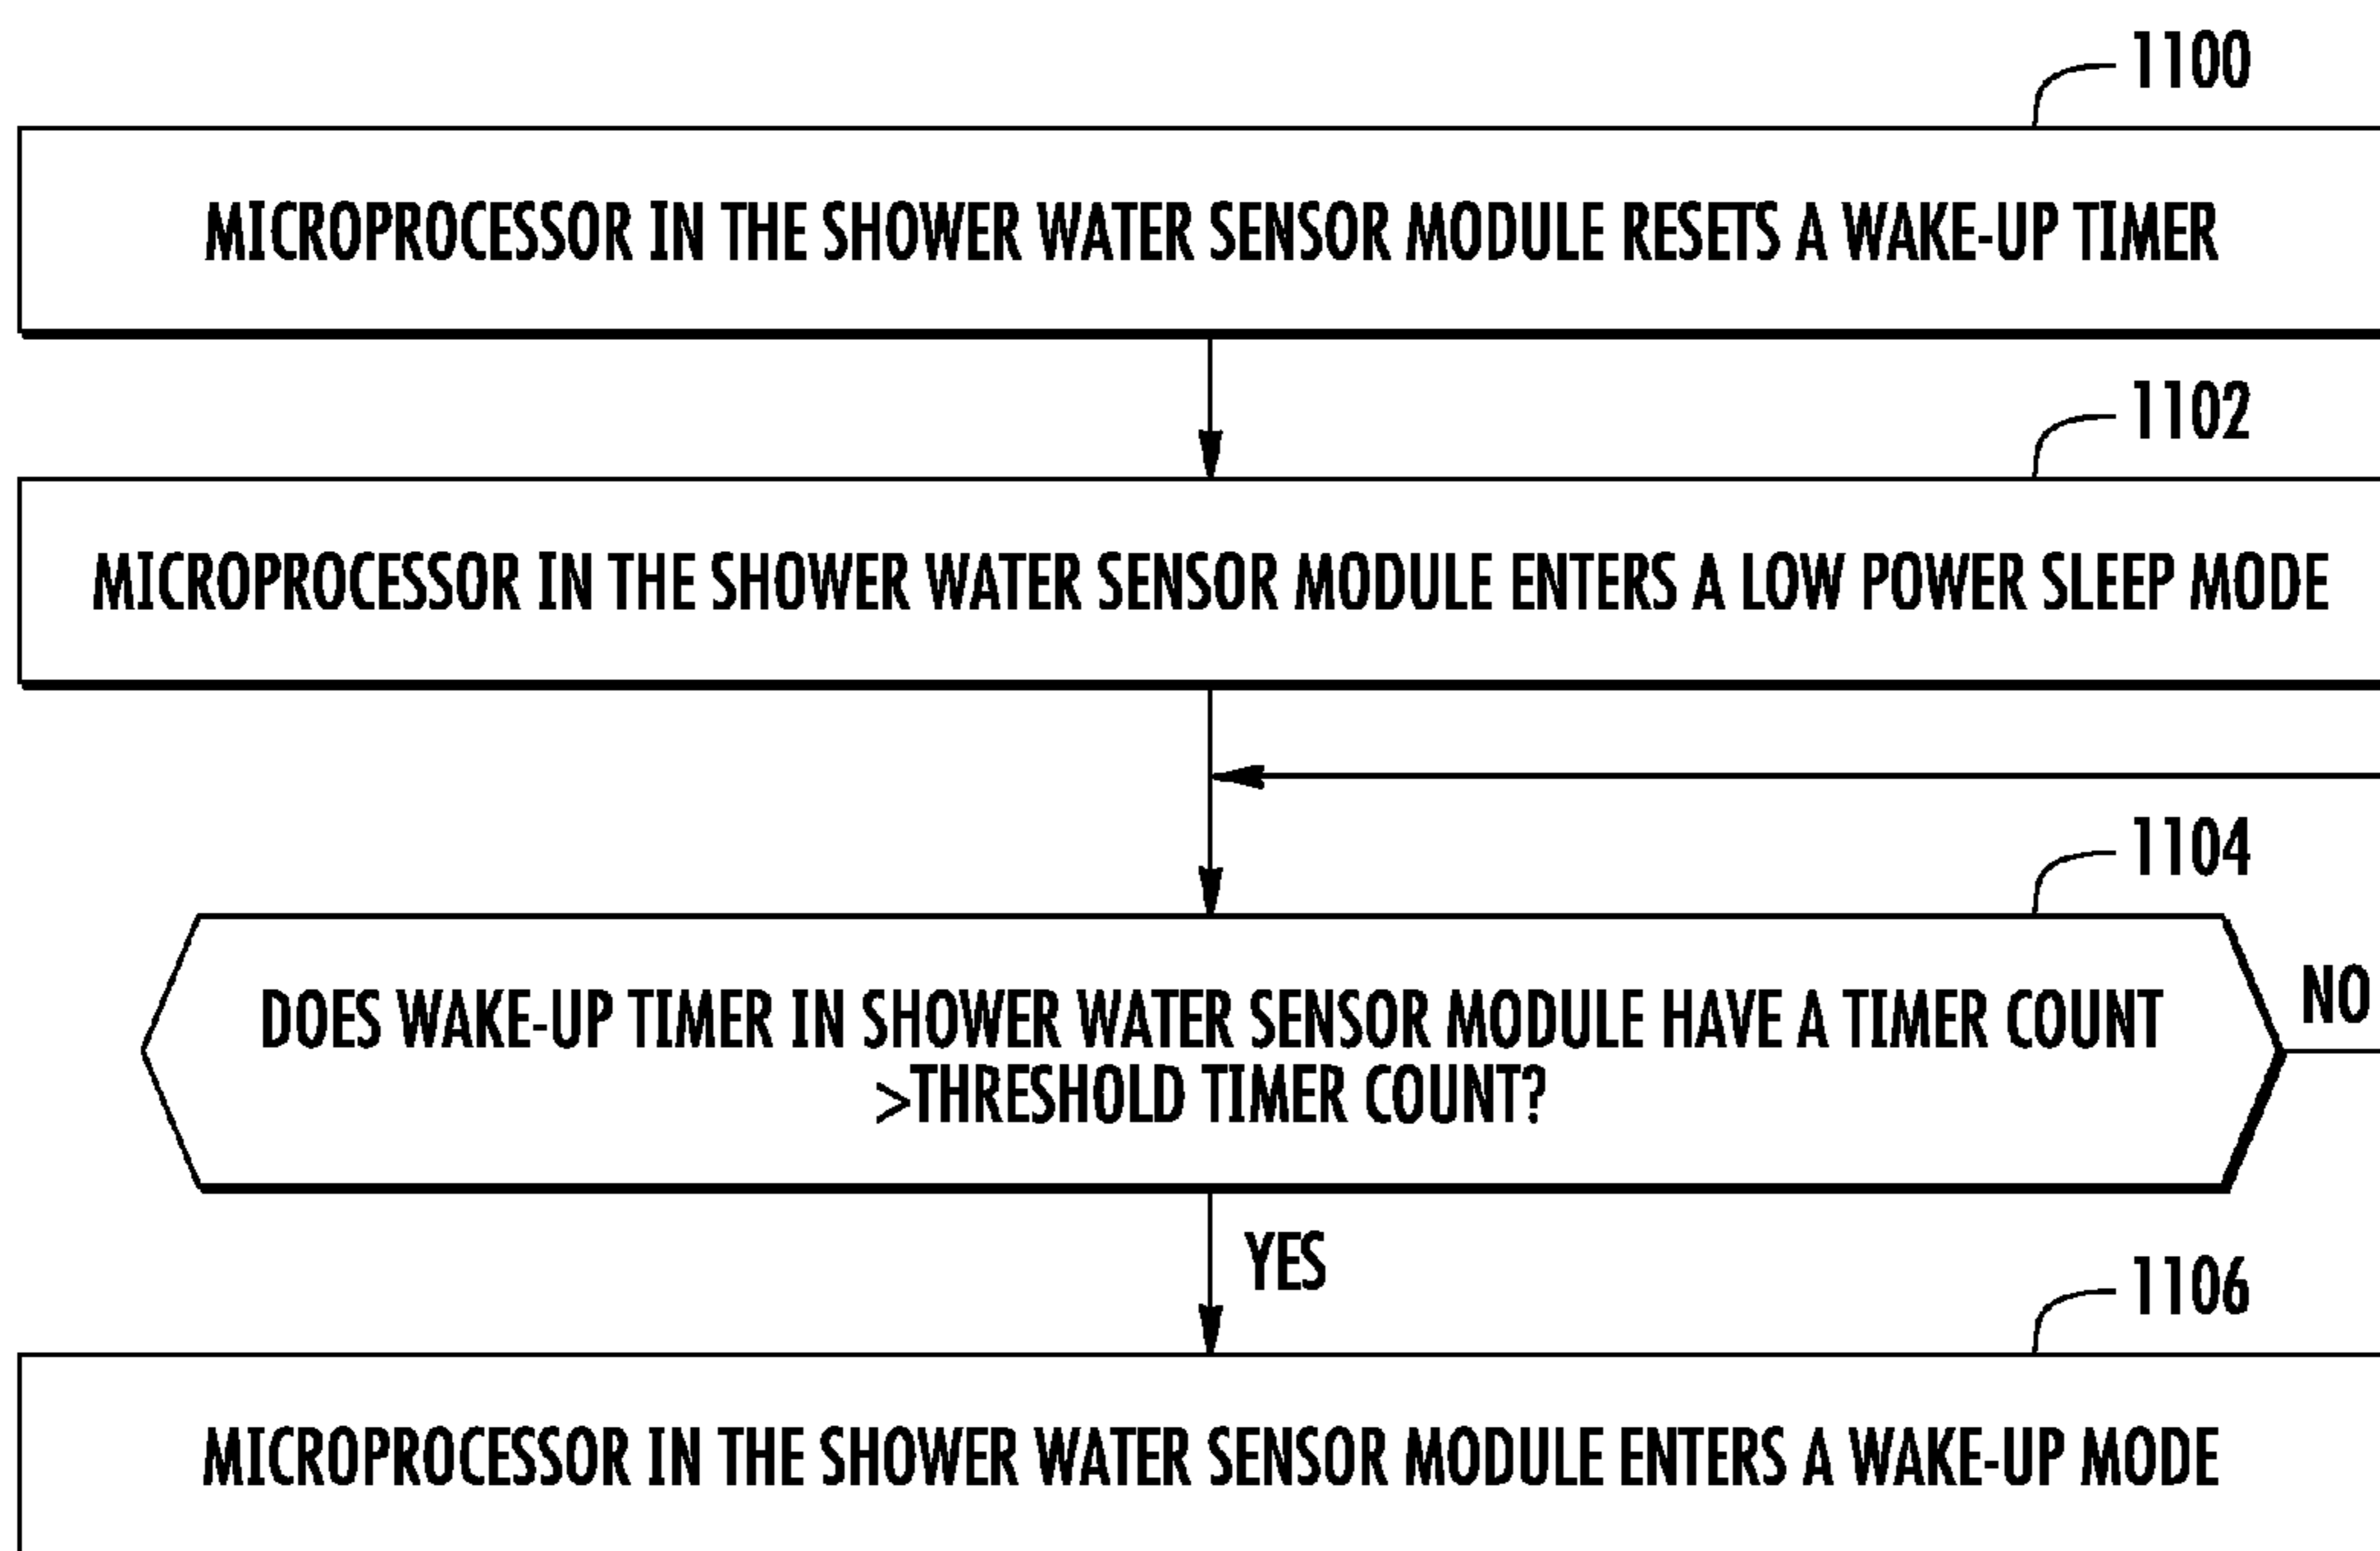 1100
MICROPROCESSOR IN THE SHOWER WATER SENSOR MODULE RESETS A WAKE-UP TIMER
1102
MICROPROCESSOR IN THE SHOWER WATER SENSOR MODULE ENTERS A LOW POWER SLEEP MODE
1104
DOES WAKE-UP TIMER IN SHOWER WATER SENSOR MODULE HAVE A TIMER COUNT
>THRESHOLD TIMER COUNT?
NO
YES
1106
MICROPROCESSOR IN THE SHOWER WATER SENSOR MODULE ENTERS A WAKE-UP MODE